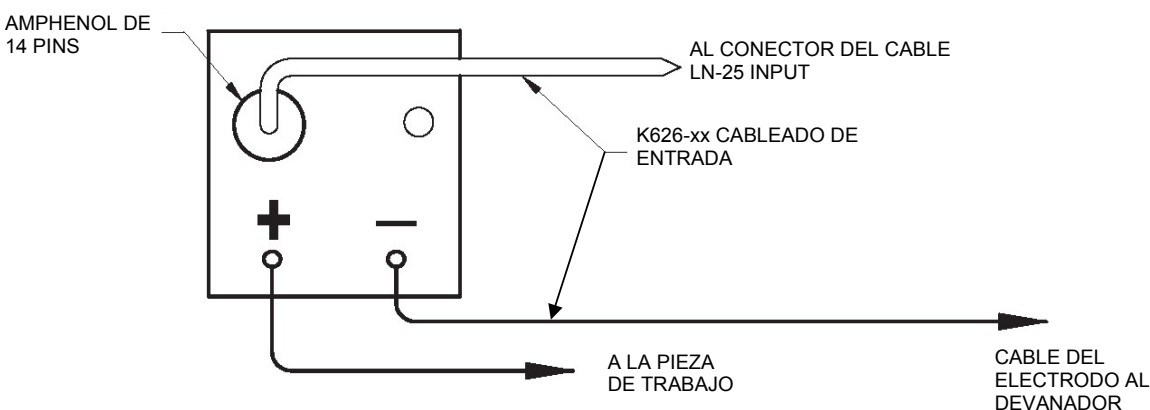 AMPHENOL DE
14 PINS
AL CONECTOR DEL CABLE
LN-25 INPUT
K626-xx CABLEADO DE
ENTRADA
+
−
A LA PIEZA
DE TRABAJO
CABLE DEL
ELECTRODO AL
DEVANADOR